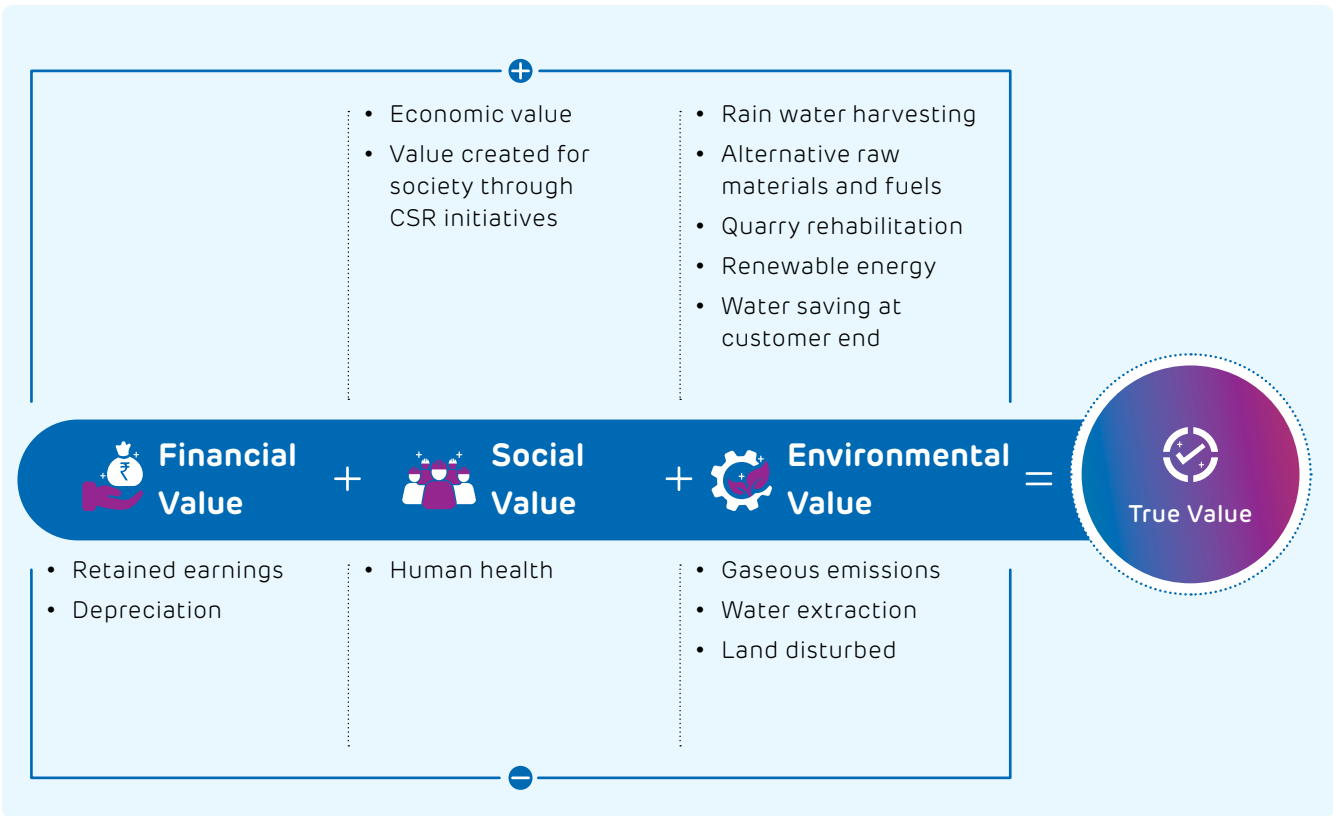 +
• Economic value
• Value created for
society through
CSR initiatives
• Rain water harvesting
• Alternative raw
materials and fuels
• Quarry rehabilitation
• Renewable energy
• Water saving at
customer end
₹
Financial
Value
+
Social
Value
+
Environmental
Value
=
True Value
• Retained earnings
• Depreciation
• Human health
• Gaseous emissions
• Water extraction
• Land disturbed
−